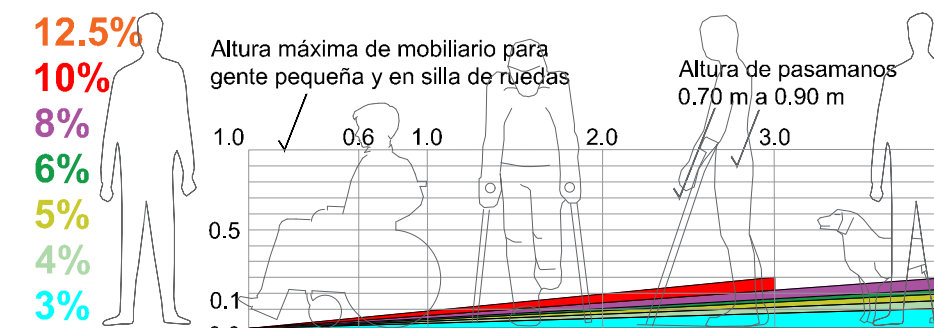 12.5%
10%
8%
6%
5%
4%
3%
Altura máxima de mobiliario para
gente pequeña y en silla de ruedas
Altura de pasamanos
0.70 m a 0.90 m
1.0 0.6 1.0 2.0 3.0
0.5
0.1
0.0